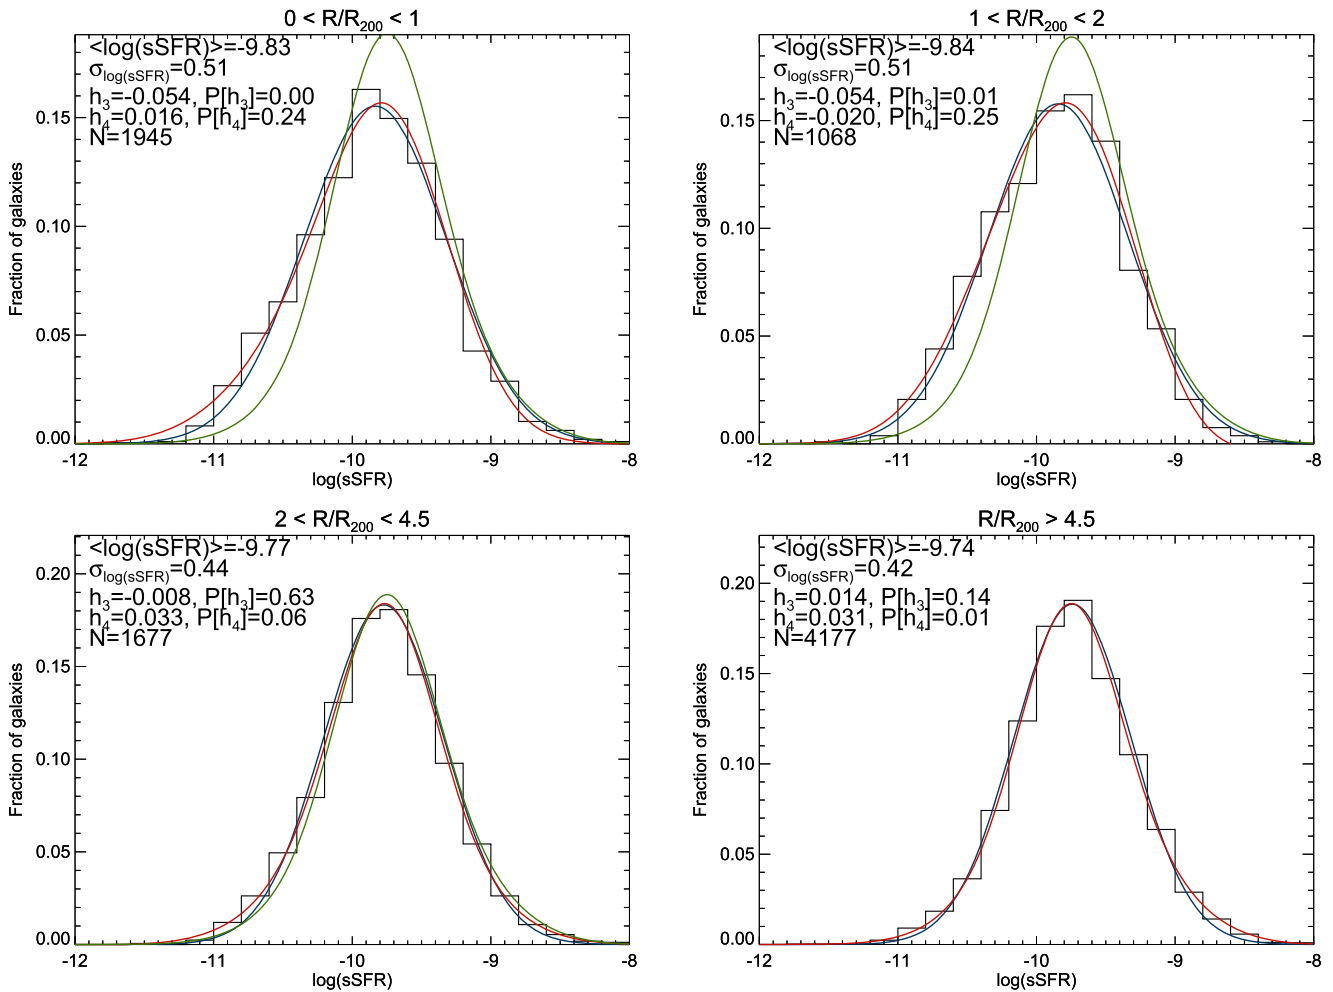 0 < R/R200 < 1
<log(sSFR)>=-9.83
σlog(sSFR)=0.51
h3=-0.054, P[h3]=0.00
h4=0.016, P[h4]=0.24
N=1945
Fraction of galaxies
0.15
0.10
0.05
0.00
-12 -11 -10 -9 -8
log(sSFR)
1 < R/R200 < 2
<log(sSFR)>=-9.84
σlog(sSFR)=0.51
h3=-0.054, P[h3]=0.01
h4=-0.020, P[h4]=0.25
N=1068
Fraction of galaxies
0.15
0.10
0.05
0.00
-12 -11 -10 -9 -8
log(sSFR)
2 < R/R200 < 4.5
<log(sSFR)>=-9.77
σlog(sSFR)=0.44
h3=-0.008, P[h3]=0.63
h4=0.033, P[h4]=0.06
N=1677
Fraction of galaxies
0.20
0.15
0.10
0.05
0.00
-12 -11 -10 -9 -8
log(sSFR)
R/R200 > 4.5
<log(sSFR)>=-9.74
σlog(sSFR)=0.42
h3=0.014, P[h3]=0.14
h4=0.031, P[h4]=0.01
N=4177
Fraction of galaxies
0.20
0.15
0.10
0.05
0.00
-12 -11 -10 -9 -8
log(sSFR)